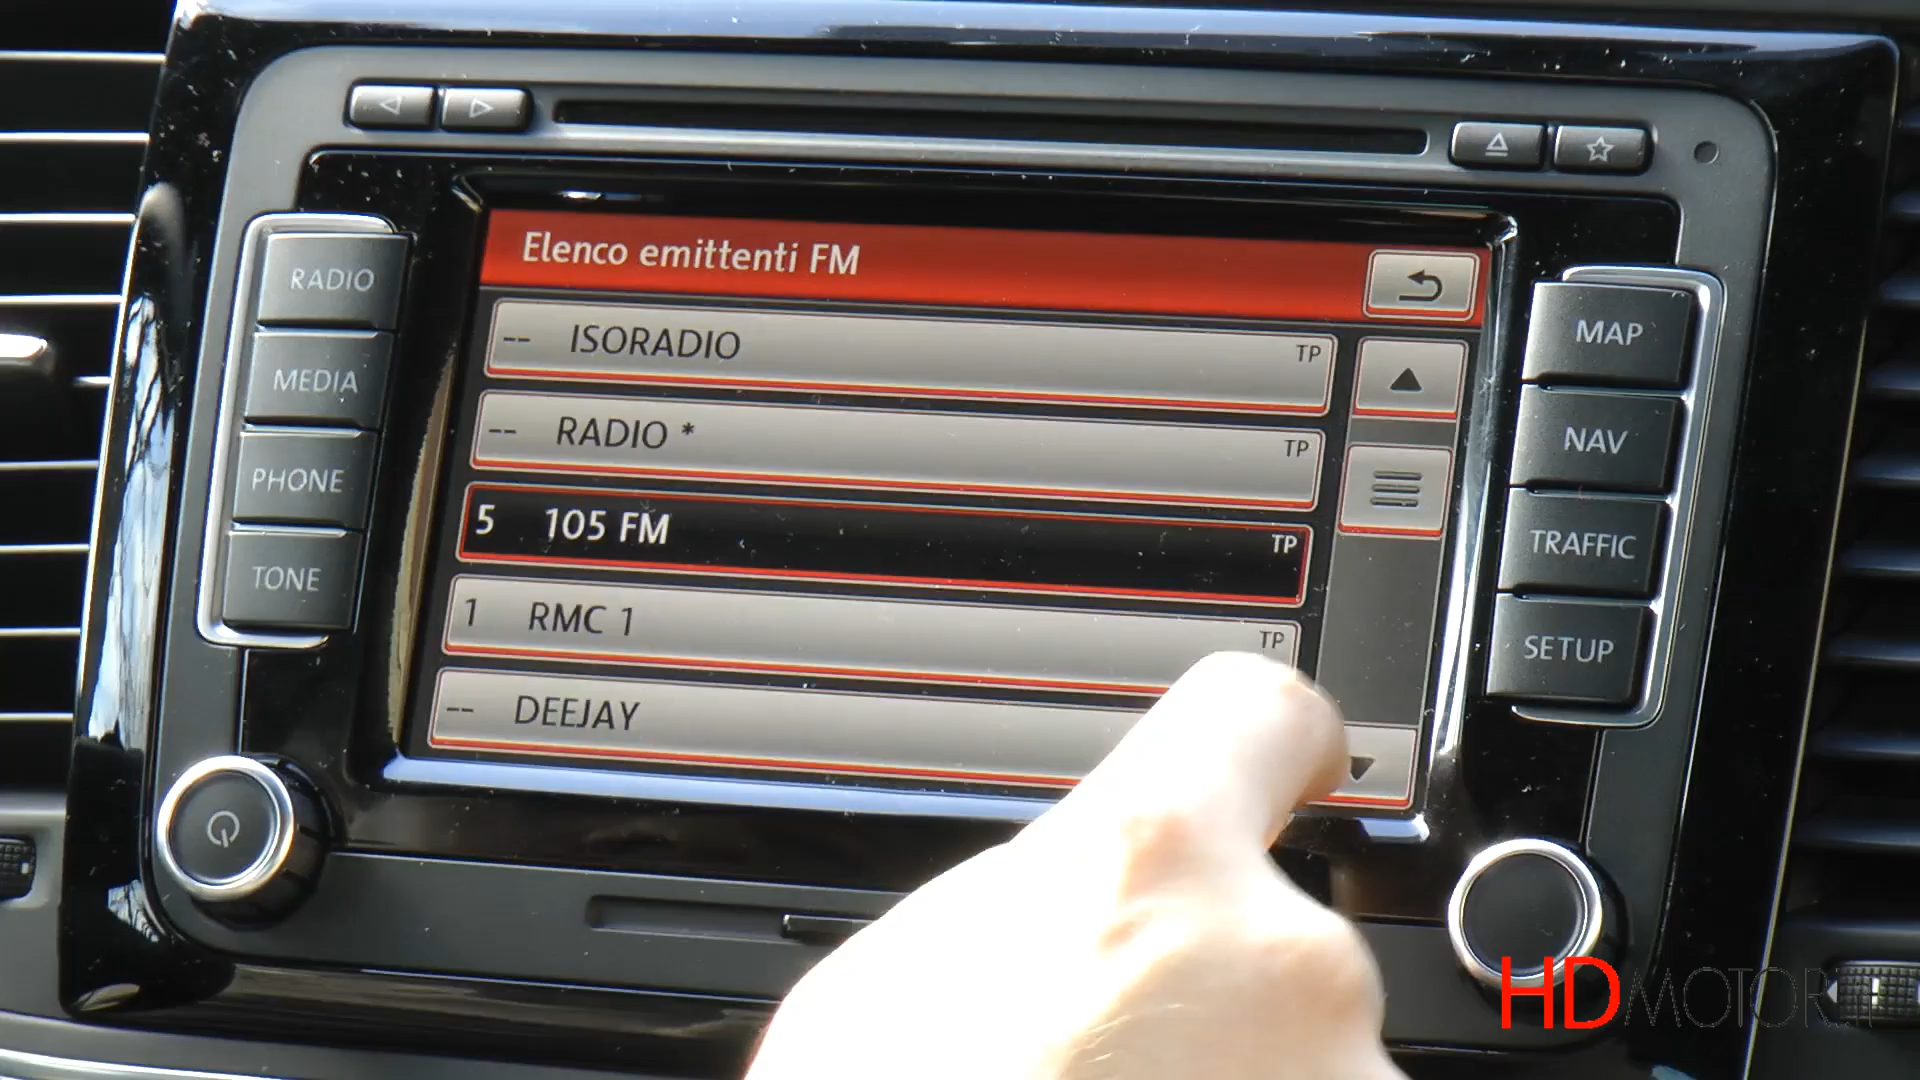 Elenco emittenti FM
-- ISORADIO TP
-- RADIO * TP
5 105 FM TP
1 RMC 1 TP
-- DEEJAY
RADIO
MEDIA
PHONE
TONE
MAP
NAV
TRAFFIC
SETUP
HDMOTORI.IT